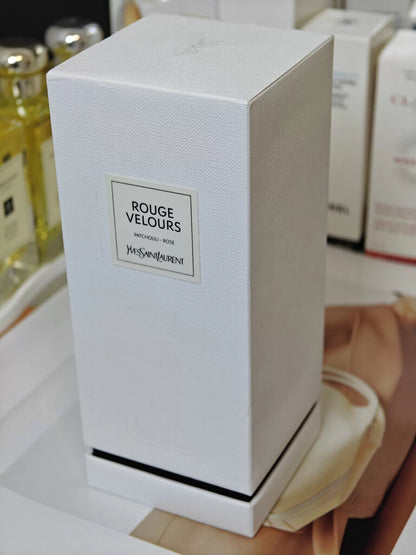 ROUGE
VELOURS
PATCHOULI - ROSE
YVESSAINTLAURENT